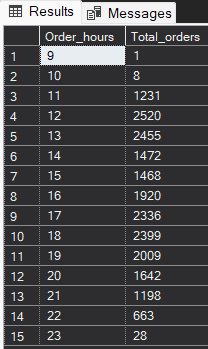 Results Messages
Order_hours Total_orders
1 9 1
2 10 8
3 11 1231
4 12 2520
5 13 2455
6 14 1472
7 15 1468
8 16 1920
9 17 2336
10 18 2399
11 19 2009
12 20 1642
13 21 1198
14 22 663
15 23 28